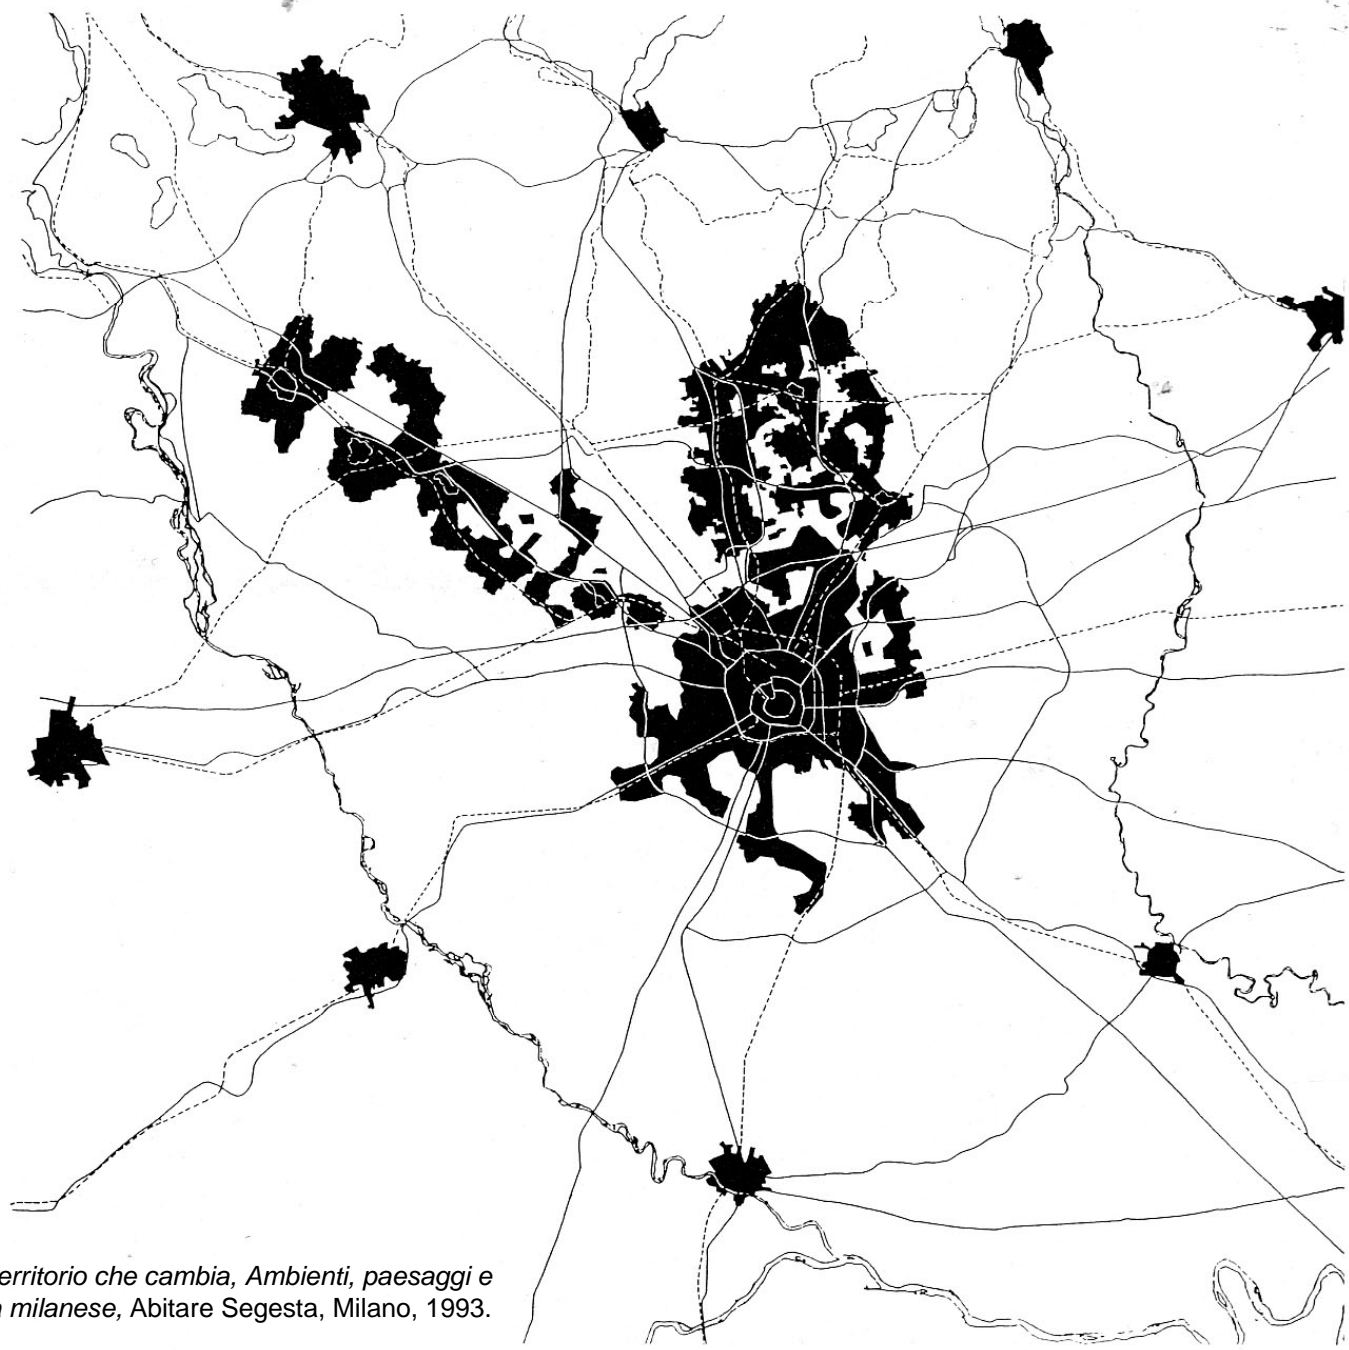 erritorio che cambia, Ambienti, paesaggi e
milanese, Abitare Segesta, Milano, 1993.